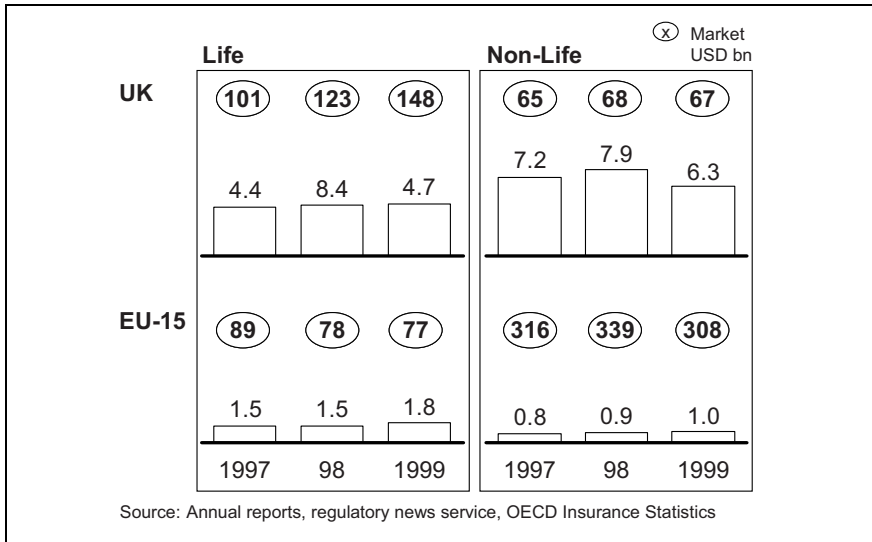 Life
Non-Life
x Market
USD bn
UK
101 123 148
65 68 67
4.4 8.4 4.7
7.2 7.9 6.3
EU-15
89 78 77
316 339 308
1.5 1.5 1.8
0.8 0.9 1.0
1997 98 1999
1997 98 1999
Source: Annual reports, regulatory news service, OECD Insurance Statistics